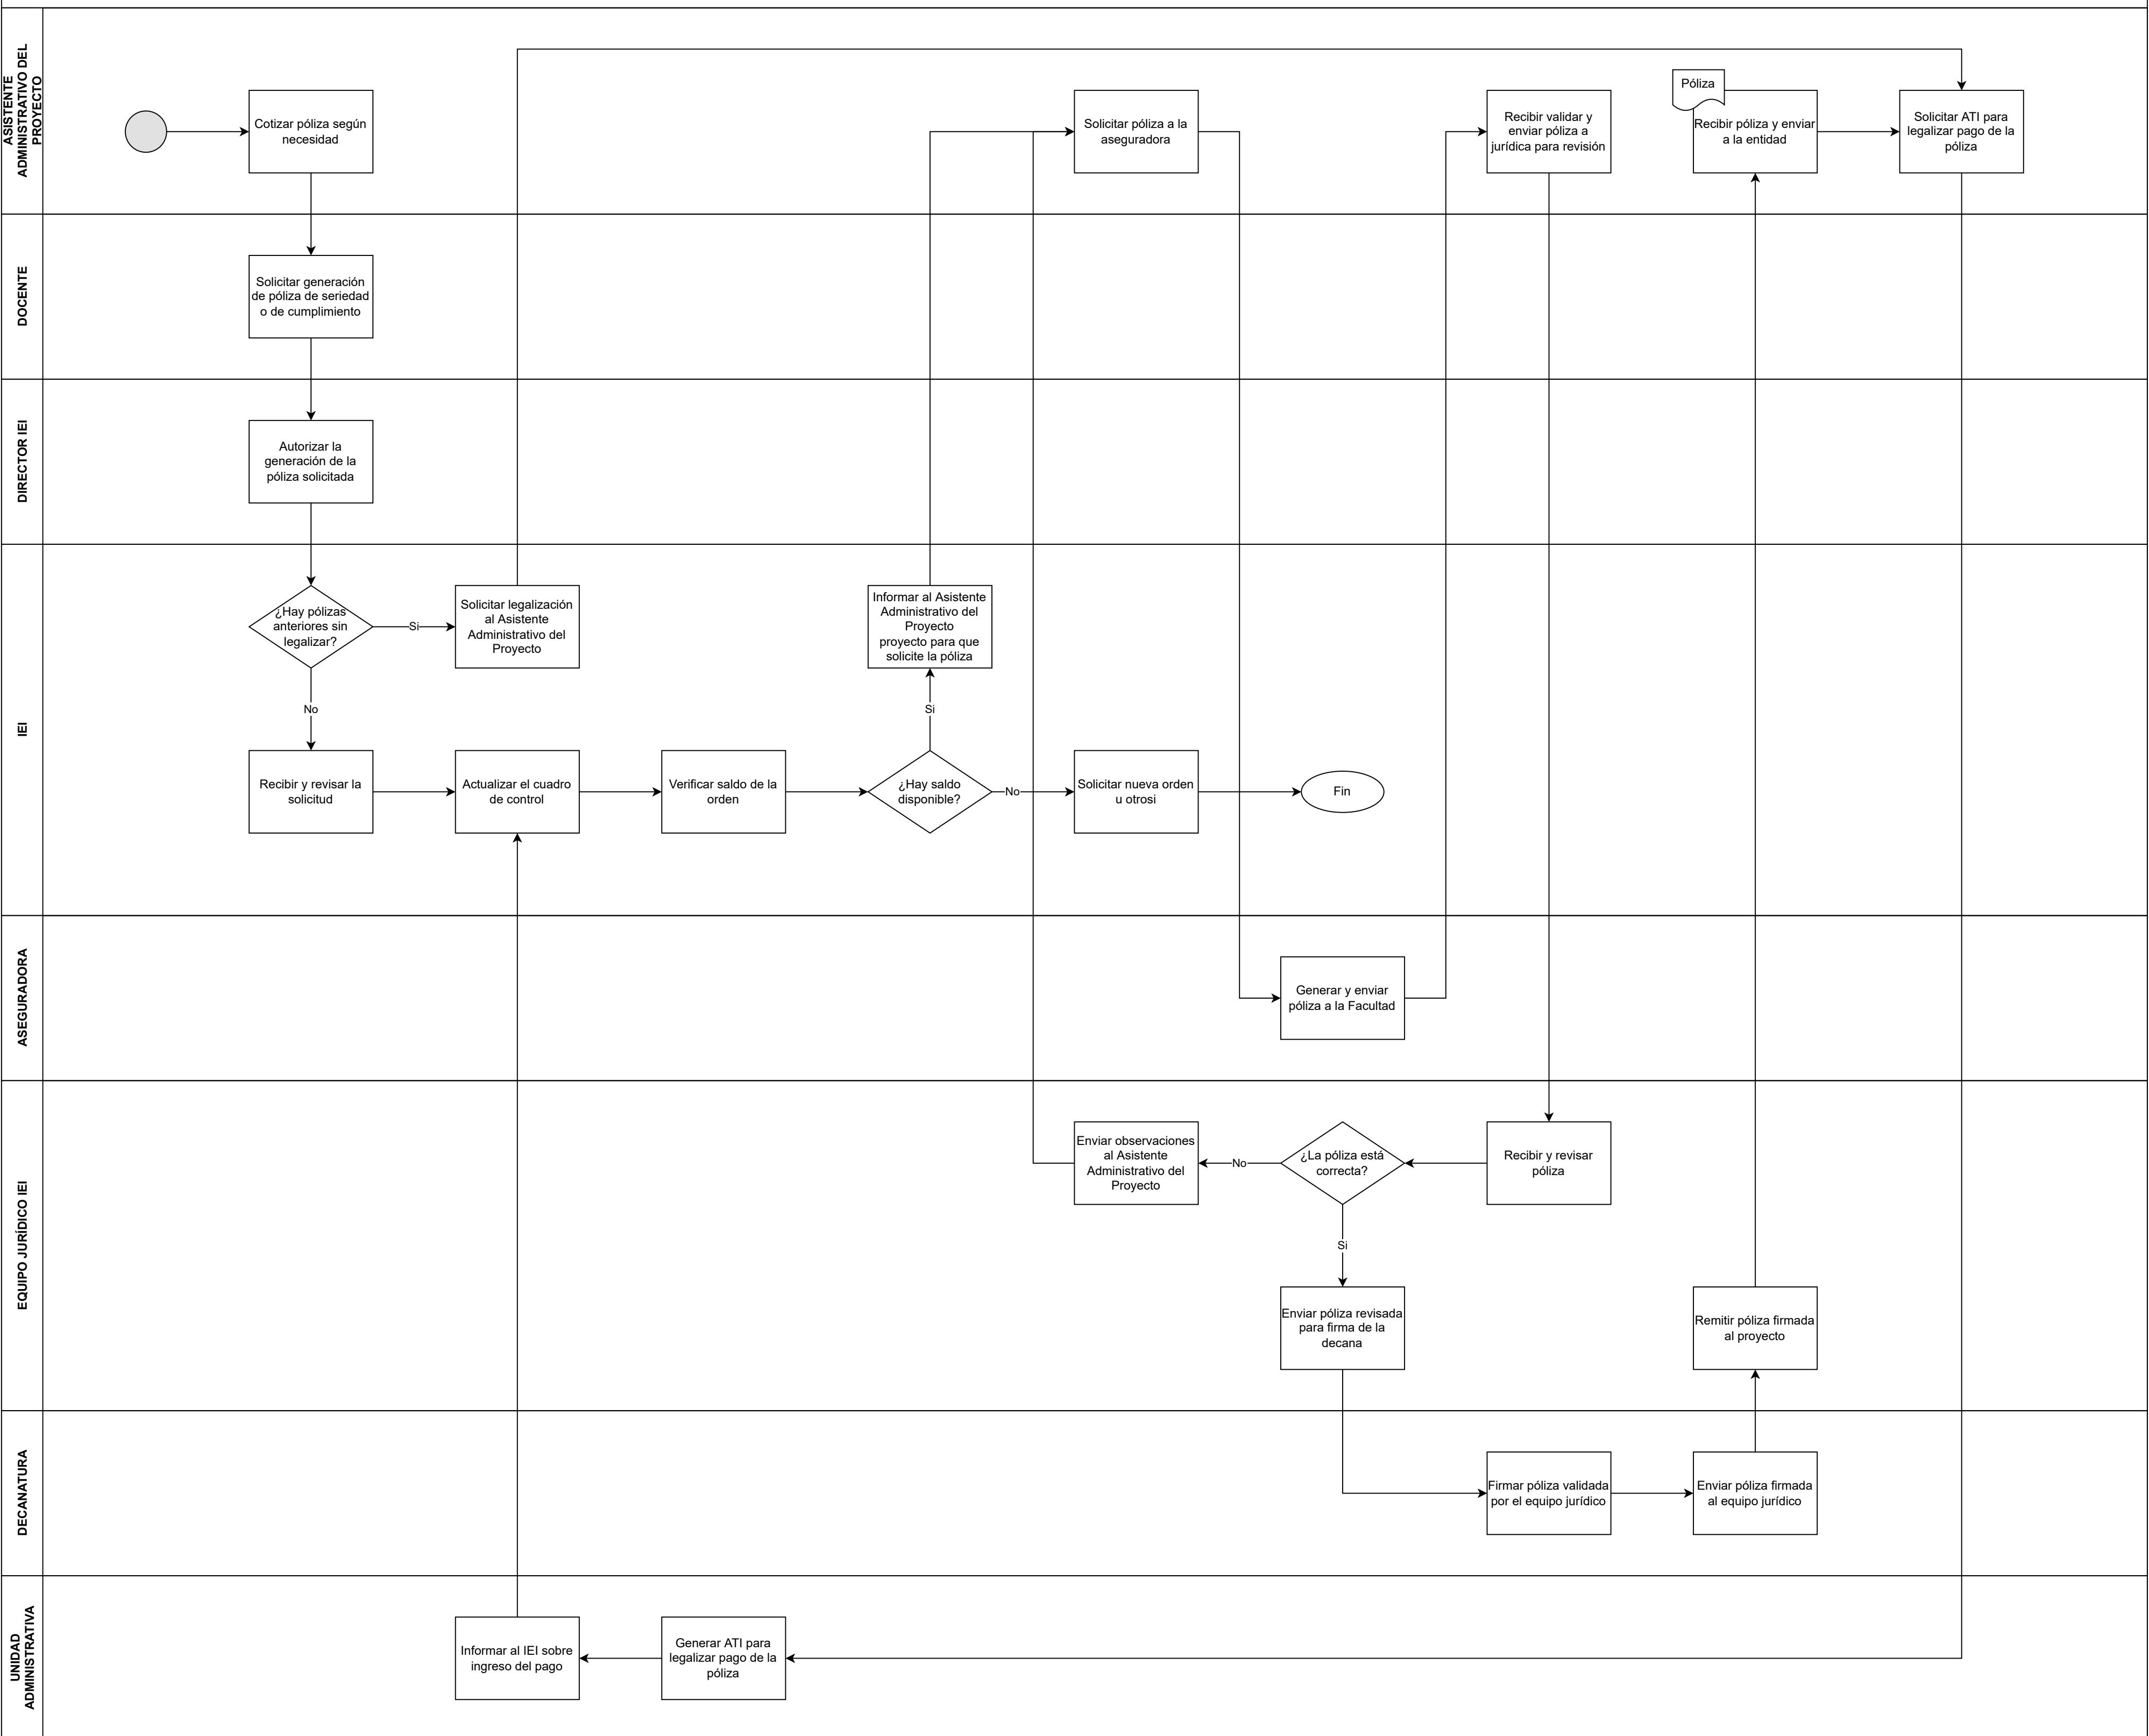 ASISTENTE
ADMINISTRATIVO DEL
PROYECTO
Cotizar póliza según
necesidad
Solicitar póliza a la
aseguradora
Recibir validar y
enviar póliza a
jurídica para revisión
Póliza
Recibir póliza y enviar
a la entidad
Solicitar ATI para
legalizar pago de la
póliza
DOCENTE
Solicitar generación
de póliza de seriedad
o de cumplimiento
DIRECTOR IEI
Autorizar la
generación de la
póliza solicitada
IEI
¿Hay pólizas
anteriores sin
legalizar?
Si
Solicitar legalización
al Asistente
Administrativo del
Proyecto
Informar al Asistente
Administrativo del
Proyecto
proyecto para que
solicite la póliza
No
Si
Recibir y revisar la
solicitud
Actualizar el cuadro
de control
Verificar saldo de la
orden
¿Hay saldo
disponible?
No
Solicitar nueva orden
u otrosi
Fin
ASEGURADORA
Generar y enviar
póliza a la Facultad
EQUIPO JURÍDICO IEI
Enviar observaciones
al Asistente
Administrativo del
Proyecto
No
¿La póliza está
correcta?
Recibir y revisar
póliza
Si
Enviar póliza revisada
para firma de la
decana
Remitir póliza firmada
al proyecto
DECANATURA
Firmar póliza validada
por el equipo jurídico
Enviar póliza firmada
al equipo jurídico
UNIDAD
ADMINISTRATIVA
Informar al IEI sobre
ingreso del pago
Generar ATI para
legalizar pago de la
póliza